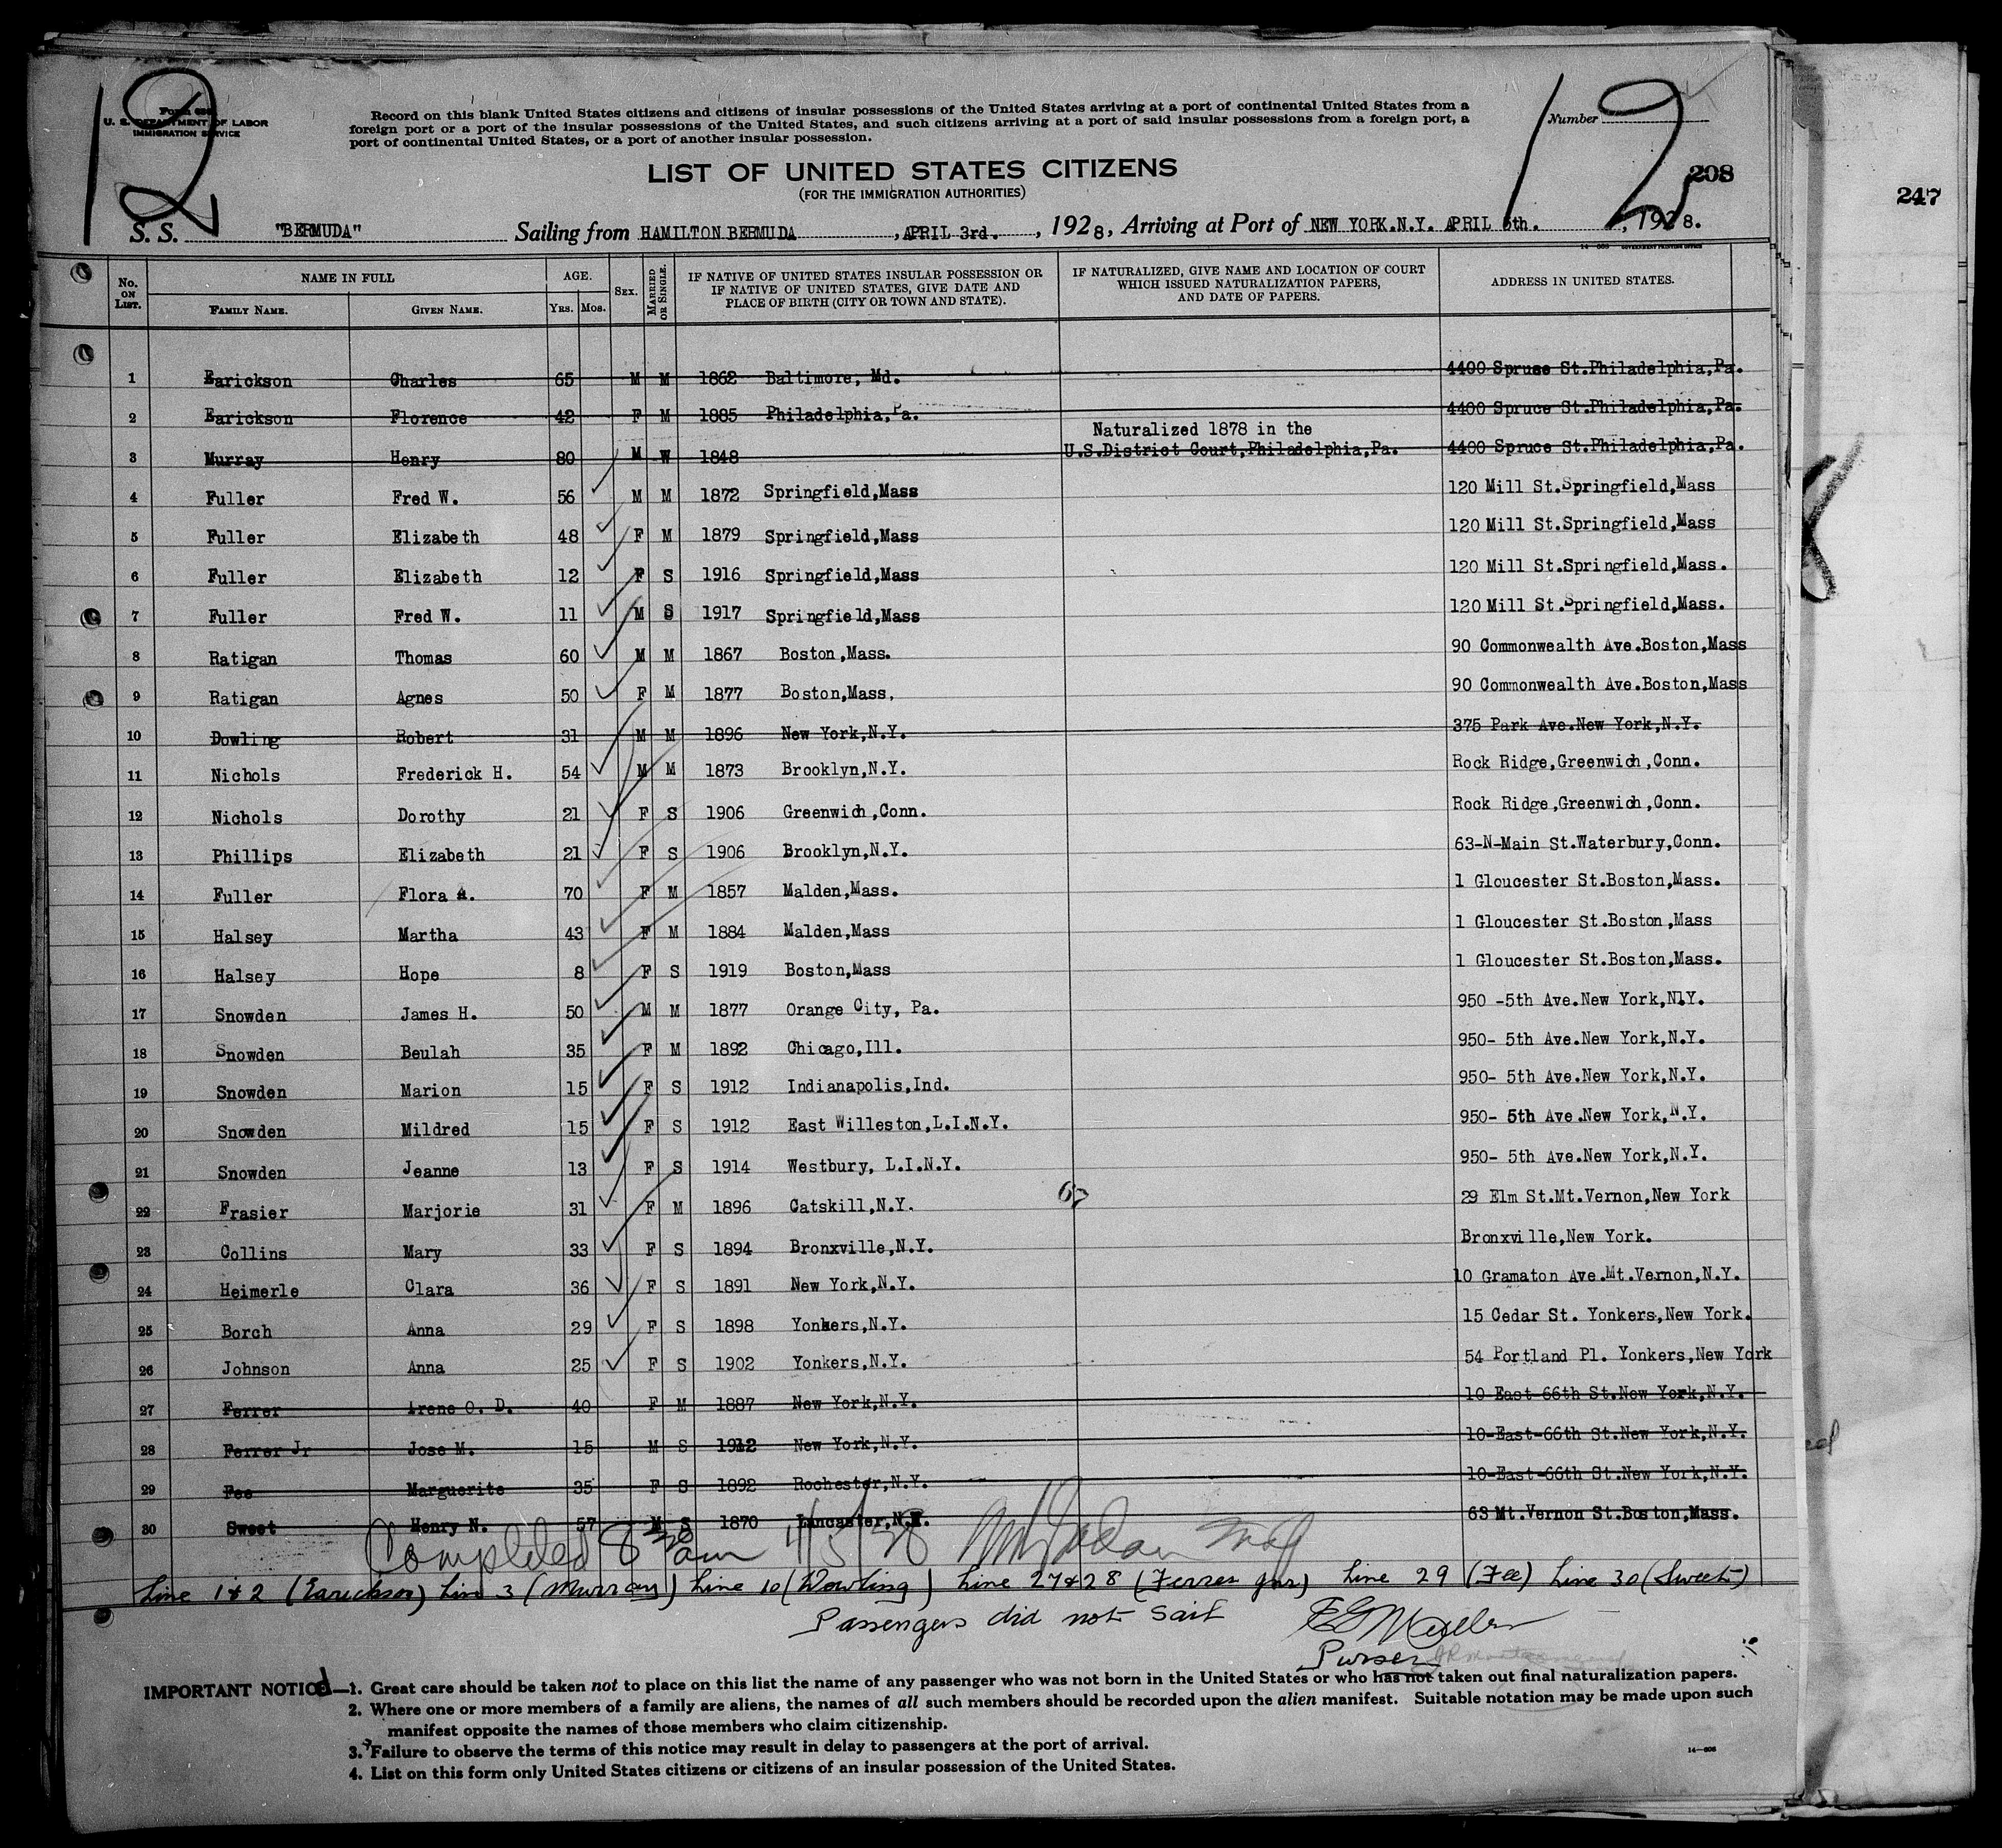 12
Form 630
U. S. DEPARTMENT OF LABOR
IMMIGRATION SERVICE
Record on this blank United States citizens and citizens of insular possessions of the United States arriving at a port of continental United States from a
foreign port or a port of the insular possessions of the United States, and such citizens arriving at a port of said insular possessions from a foreign port, a
port of continental United States, or a port of another insular possession.
Number 12
LIST OF UNITED STATES CITIZENS
(FOR THE IMMIGRATION AUTHORITIES)
208
247
S. S. "BERMUDA" Sailing from HAMILTON BERMUDA , APRIL 3rd. , 1928, Arriving at Port of NEW YORK.N.Y. APRIL 5th. , 1928.
No. ON LIST. NAME IN FULL FAMILY NAME. GIVEN NAME. AGE. YRS. MOS. SEX. MARRIED OR SINGLE. IF NATIVE OF UNITED STATES INSULAR POSSESSION OR IF NATIVE OF UNITED STATES, GIVE DATE AND PLACE OF BIRTH (CITY OR TOWN AND STATE). IF NATURALIZED, GIVE NAME AND LOCATION OF COURT WHICH ISSUED NATURALIZATION PAPERS, AND DATE OF PAPERS. ADDRESS IN UNITED STATES.
1 Earickson Charles 65 M M 1862 Baltimore, Md. 4400 Spruce St.Philadelphia,Pa.
2 Earickson Florence 42 F M 1885 Philadelphia,Pa. 4400 Spruce St.Philadelphia,Pa.
3 Murray Henry 80 M W 1848 Naturalized 1878 in the U.S.District Court,Philadelphia,Pa. 4400 Spruce St.Philadelphia,Pa.
4 Fuller Fred W. 56 M M 1872 Springfield,Mass 120 Mill St.Springfield,Mass
5 Fuller Elizabeth 48 F M 1879 Springfield,Mass 120 Mill St.Springfield,Mass
6 Fuller Elizabeth 12 F S 1916 Springfield,Mass 120 Mill St.Springfield,Mass.
7 Fuller Fred W. 11 M S 1917 Springfield,Mass 120 Mill St.Springfield,Mass.
8 Ratigan Thomas 60 M M 1867 Boston,Mass. 90 Commonwealth Ave.Boston,Mass
9 Ratigan Agnes 50 F M 1877 Boston,Mass. 90 Commonwealth Ave.Boston,Mass
10 Dowling Robert 31 M M 1896 New York,N.Y. 375 Park Ave.New York,N.Y.
11 Nichols Frederick H. 54 M M 1873 Brooklyn,N.Y. Rock Ridge,Greenwich,Conn.
12 Nichols Dorothy 21 F S 1906 Greenwich,Conn. Rock Ridge,Greenwich,Conn.
13 Phillips Elizabeth 21 F S 1906 Brooklyn,N.Y. 63-N-Main St.Waterbury,Conn.
14 Fuller Flora A. 70 F M 1857 Malden,Mass. 1 Gloucester St.Boston,Mass.
15 Halsey Martha 43 F M 1884 Malden,Mass 1 Gloucester St.Boston,Mass
16 Halsey Hope 8 F S 1919 Boston,Mass 1 Gloucester St.Boston,Mass.
17 Snowden James H. 50 M M 1877 Orange City, Pa. 950 -5th Ave.New York,N.Y.
18 Snowden Beulah 35 F M 1892 Chicago,Ill. 950- 5th Ave.New York,N.Y.
19 Snowden Marion 15 F S 1912 Indianapolis,Ind. 950- 5th Ave.New York,N.Y.
20 Snowden Mildred 15 F S 1912 East Willeston,L.I.N.Y. 950- 5th Ave.New York,N.Y.
21 Snowden Jeanne 13 F S 1914 Westbury, L.I.N.Y. 950- 5th Ave.New York,N.Y.
22 Frasier Marjorie 31 F M 1896 Catskill,N.Y. 29 Elm St.Mt.Vernon,New York
23 Collins Mary 33 F S 1894 Bronxville,N.Y. Bronxville,New York.
24 Heimerle Clara 36 F S 1891 New York,N.Y. 10 Gramaton Ave.Mt.Vernon,N.Y.
25 Borch Anna 29 F S 1898 Yonkers,N.Y. 15 Cedar St. Yonkers,New York.
26 Johnson Anna 25 F S 1902 Yonkers,N.Y. 54 Portland Pl. Yonkers,New York
27 Ferrer Irene O. D. 40 F M 1887 New York,N.Y. 10 East 66th St.New York,N.Y.
28 Ferrer Jr Jose M. 15 M S 1912 New York,N.Y. 10-East-66th St.New York,N.Y.
29 Fee Marguerite 35 F S 1892 Rochester,N.Y. 10-East-66th St.New York,N.Y.
30 Sweet Henry N. 57 M S 1870 Lancaster,N.Y. 63 Mt.Vernon St.Boston,Mass.
Completed 8 30 am 4/5/28
Line 1 & 2 (Earickson) Line 3 (Murray) Line 10 (Dowling) Line 27 & 28 (Ferrer jnr) Line 29 (Fee) Line 30 (Sweet)
Passengers did not sail
Purser
IMPORTANT NOTICE—1. Great care should be taken not to place on this list the name of any passenger who was not born in the United States or who has not taken out final naturalization papers.
2. Where one or more members of a family are aliens, the names of all such members should be recorded upon the alien manifest. Suitable notation may be made upon such
manifest opposite the names of those members who claim citizenship.
3. Failure to observe the terms of this notice may result in delay to passengers at the port of arrival.
4. List on this form only United States citizens or citizens of an insular possession of the United States.